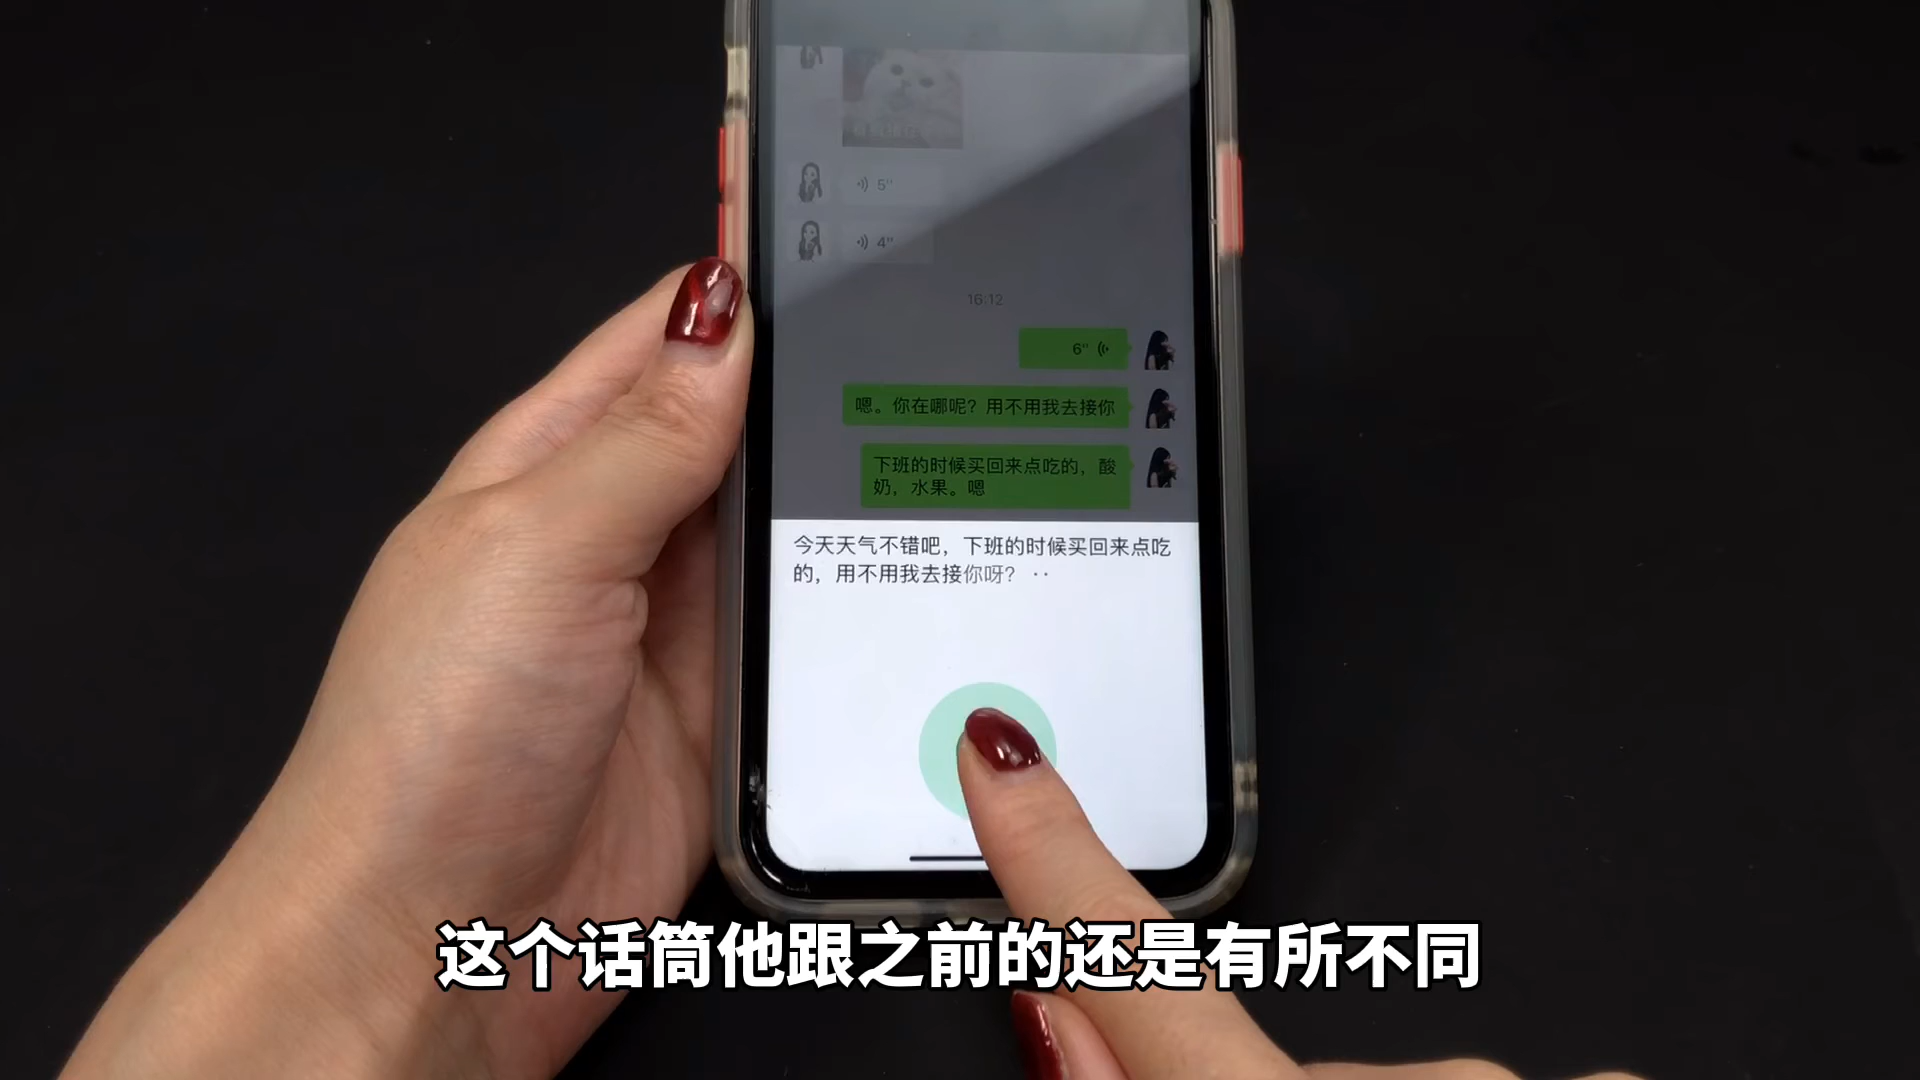 5"
4"
16:12
6"
嗯。你在哪呢？用不用我去接你
下班的时候买回来点吃的，酸
奶，水果。嗯
今天天气不错吧，下班的时候买回来点吃
的，用不用我去接你呀？ ··
这个话筒他跟之前的还是有所不同